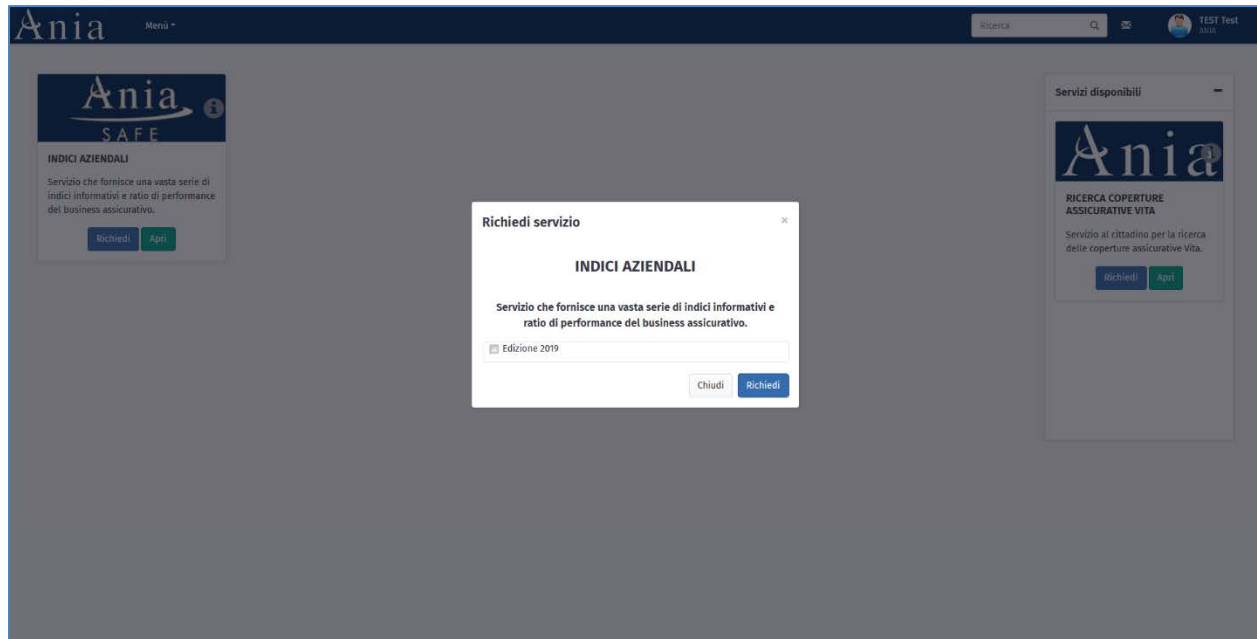 Ania
Menù
Ricerca
TEST Test
ANIA
Ania
SAFE
INDICI AZIENDALI
Servizio che fornisce una vasta serie di
indici informativi e ratio di performance
del business assicurativo.
Richiedi
Apri
Richiedi servizio
×
INDICI AZIENDALI
Servizio che fornisce una vasta serie di indici informativi e
ratio di performance del business assicurativo.
Edizione 2019
Chiudi
Richiedi
Servizi disponibili
Ania
RICERCA COPERTURE
ASSICURATIVE VITA
Servizio al cittadino per la ricerca
delle coperture assicurative Vita.
Richiedi
Apri